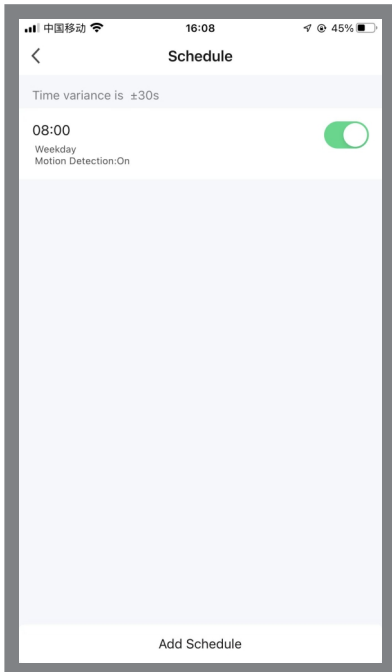 中国移动 16:08 45%
Schedule
Time variance is ±30s
08:00
Weekday
Motion Detection:On
Add Schedule